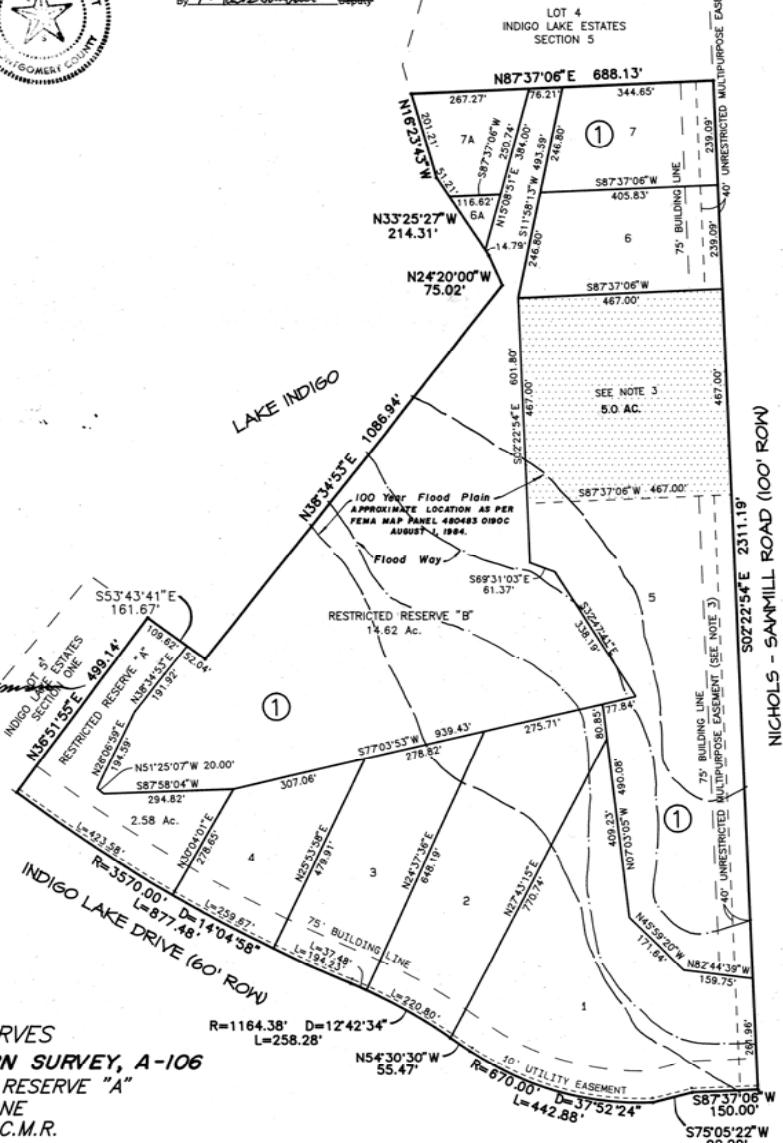 NTGOMERY COUNTY
By
Deputy
LOT 4
INDIGO LAKE ESTATES
SECTION 5
40' UNRESTRICTED MULTIPURPOSE EASE
N87°37'06"E 688.13'
267.27'
76.21'
344.65'
N16°23'43"W
201.21'
51.21'
7A
S87°37'06"W
250.74'
384.00'
N15°08'51"E
493.59'
S11°58'13"W
246.80'
1
7
75' BUILDING LINE
239.09'
S87°37'06"W
405.83'
116.62'
6A
N33°25'27"W
214.31'
14.79'
246.80'
6
239.09'
N24°20'00"W
75.02'
S87°37'06"W
467.00'
LAKE INDIGO
S02°22'54"E 601.80'
467.00'
SEE NOTE 3
5.0 AC.
467.00'
N38°34'53"E 1086.94'
S87°37'06"W 467.00'
100 Year Flood Plain
APPROXIMATE LOCATION AS PER
FEMA MAP PANEL 480483 0190C
AUGUST 1, 1984.
Flood Way
S02°22'54"E 2311.19'
NICHOLS - SAWMILL ROAD (100' ROW)
S69°31'03"E
61.37'
S53°43'41"E
161.67'
RESTRICTED RESERVE "B"
14.62 Ac.
S32°47'41"E
338.19'
5
LOT 5
INDIGO LAKE ESTATES
SECTION ONE
N36°51'55"E 499.14'
RESTRICTED RESERVE "A"
109.62'
52.04'
N38°34'53"E
191.92'
N26°06'59"E
194.59'
1
75' BUILDING LINE
40' UNRESTRICTED MULTIPURPOSE EASEMENT (SEE NOTE 3)
77.84'
80.85'
S77°03'53"W 939.43'
275.71'
278.82'
307.06'
N51°25'07"W 20.00'
S87°58'04"W
294.82'
2.58 Ac.
490.08'
409.23'
N07°03'05"W
1
N30°04'01"E
278.65'
4
N25°53'58"E
479.91'
3
N24°37'36"E
648.19'
2
N27°43'15"E
770.74'
L=423.58'
R=3570.00' D=14°04'58"
L=877.48'
L=259.67'
INDIGO LAKE DRIVE (60' ROW)
75' BUILDING LINE
L=37.48'
L=194.23'
L=220.80'
N45°59'20"W
171.64'
N82°44'39"W
159.75'
1
261.96'
R=1164.38' D=12°42'34"
L=258.28'
N54°30'30"W
55.47'
10' UTILITY EASEMENT
R=670.00' D=37°52'24"
L=442.88'
S87°37'06"W
150.00'
S75°05'22"W
RVES
RN SURVEY, A-106
RESERVE "A"
NE
C.M.R.